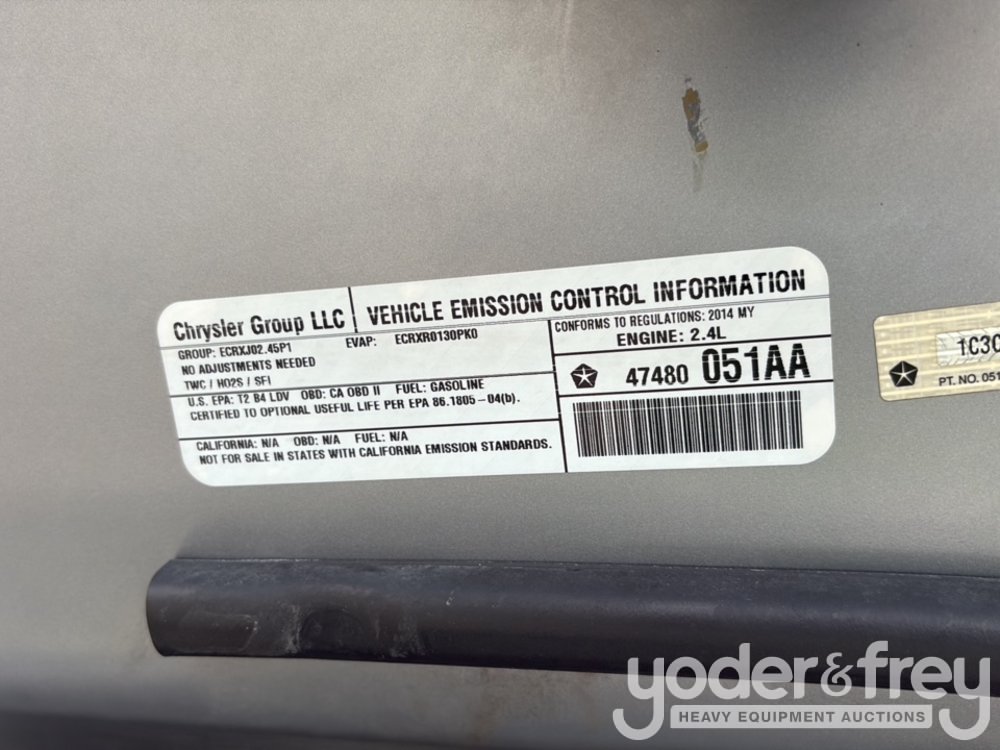 Chrysler Group LLC
VEHICLE EMISSION CONTROL INFORMATION
GROUP: ECRXJ02.45P1 EVAP: ECRXR0130PK0
NO ADJUSTMENTS NEEDED
TWC / HO2S / SFI
U.S. EPA: T2 B4 LDV OBD: CA OBD II FUEL: GASOLINE
CERTIFIED TO OPTIONAL USEFUL LIFE PER EPA 86.1805-04(b).
CALIFORNIA: N/A OBD: N/A FUEL: N/A
NOT FOR SALE IN STATES WITH CALIFORNIA EMISSION STANDARDS.
CONFORMS TO REGULATIONS: 2014 MY
ENGINE: 2.4L
47480 051AA
1C3C
PT. NO. 051
yoder&frey
HEAVY EQUIPMENT AUCTIONS